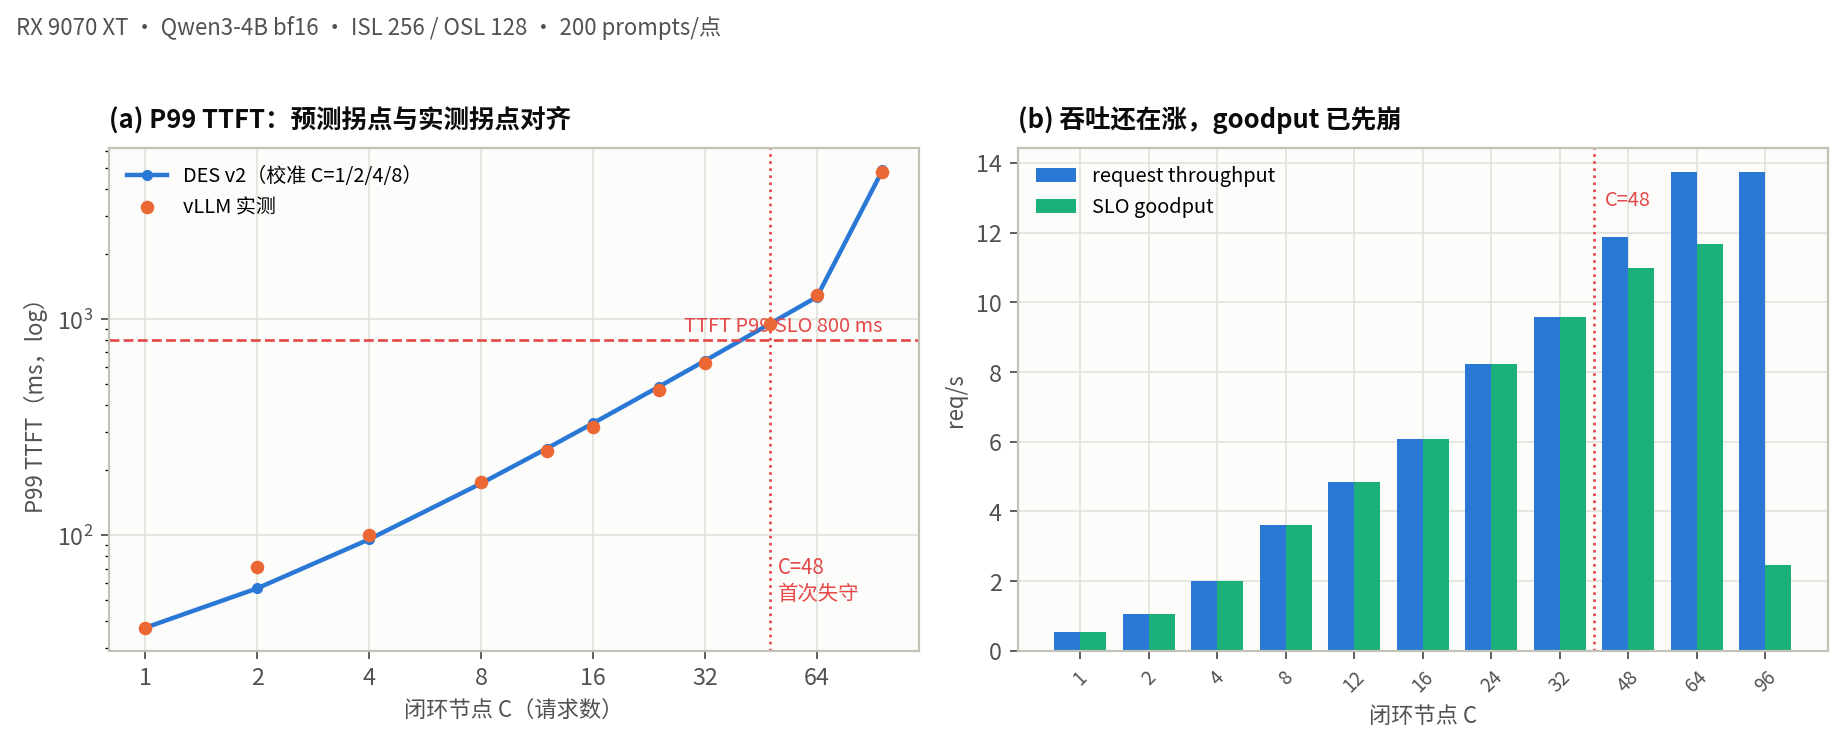 RX 9070 XT · Qwen3-4B bf16 · ISL 256 / OSL 128 · 200 prompts/点
(a) P99 TTFT：预测拐点与实测拐点对齐
DES v2（校准 C=1/2/4/8）
vLLM 实测
TTFT P99 SLO 800 ms
C=48
首次失守
P99 TTFT（ms，log）
10³
10²
1 2 4 8 16 32 64
闭环节点 C（请求数）
(b) 吞吐还在涨，goodput 已先崩
request throughput
SLO goodput
C=48
req/s
14
12
10
8
6
4
2
0
1 2 4 8 12 16 24 32 48 64 96
闭环节点 C